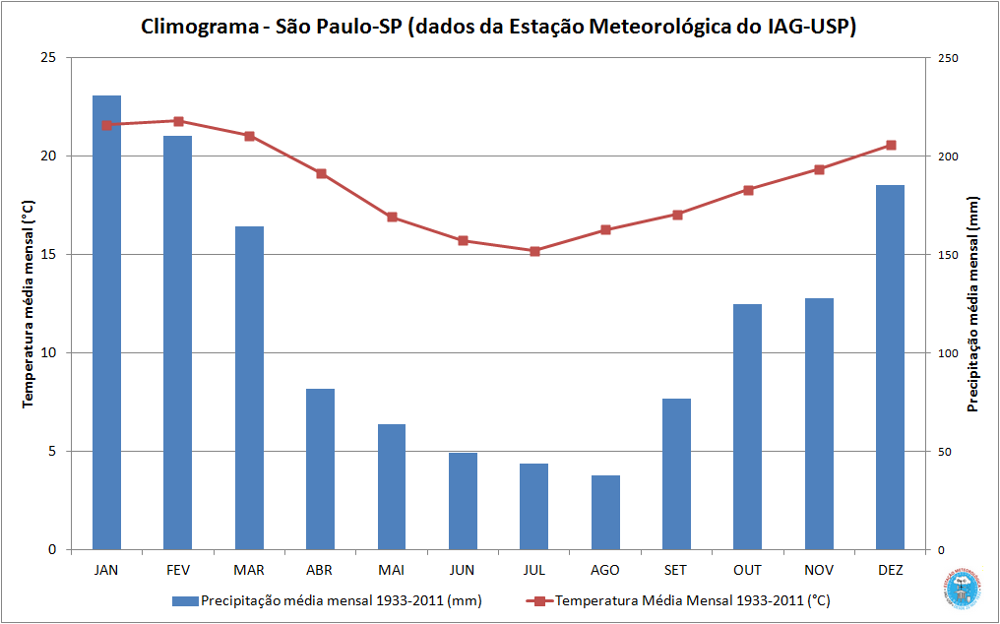 Climograma - São Paulo-SP (dados da Estação Meteorológica do IAG-USP)
25
20
15
10
5
0
Temperatura média mensal (°C)
250
200
150
100
50
0
Precipitação média mensal (mm)
JAN FEV MAR ABR MAI JUN JUL AGO SET OUT NOV DEZ
Precipitação média mensal 1933-2011 (mm) Temperatura Média Mensal 1933-2011 (°C)